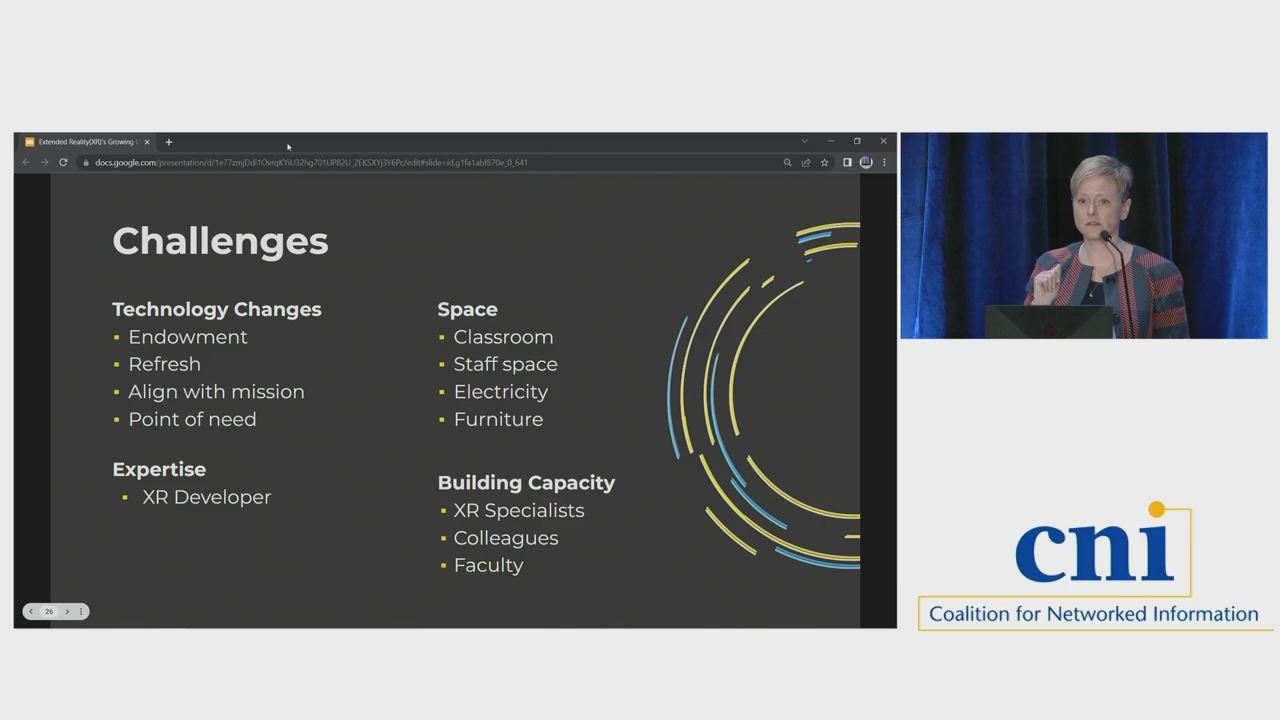 Extended Reality(XR)'s Growing
docs.google.com/presentation/d/1e77zmjDdi1OvrqKYiU32hg701UP82U_2EKSXYj3Y6Pc/edit#slide=id.g1fa1abf870e_0_641
Challenges
Technology Changes
▪ Endowment
▪ Refresh
▪ Align with mission
▪ Point of need
Expertise
▪ XR Developer
Space
▪ Classroom
▪ Staff space
▪ Electricity
▪ Furniture
Building Capacity
▪ XR Specialists
▪ Colleagues
▪ Faculty
26
cni
Coalition for Networked Information